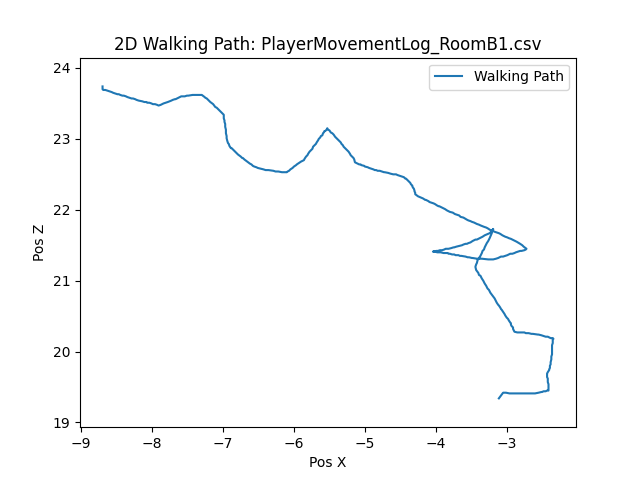 2D Walking Path: PlayerMovementLog_RoomB1.csv
Walking Path
Pos Z
24
23
22
21
20
19
−9 −8 −7 −6 −5 −4 −3
Pos X